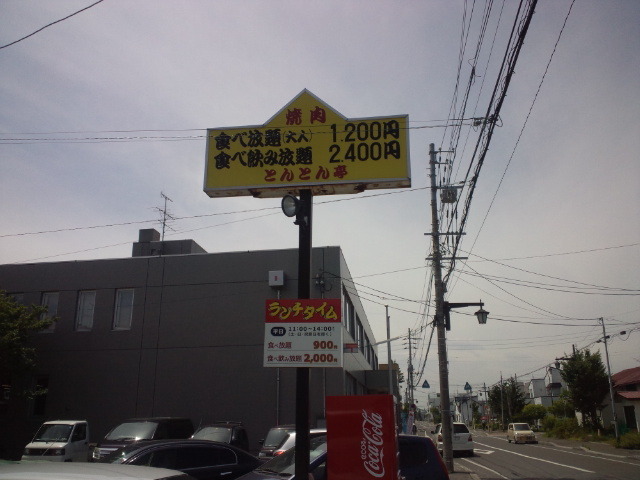 焼肉
食べ放題(大人) 1.200円
食べ飲み放題 2.400円
とんとん亭
ランチタイム
平日 11:00~14:00!
食べ放題 900円
食べ飲み放題 2,000円
Coca-Cola